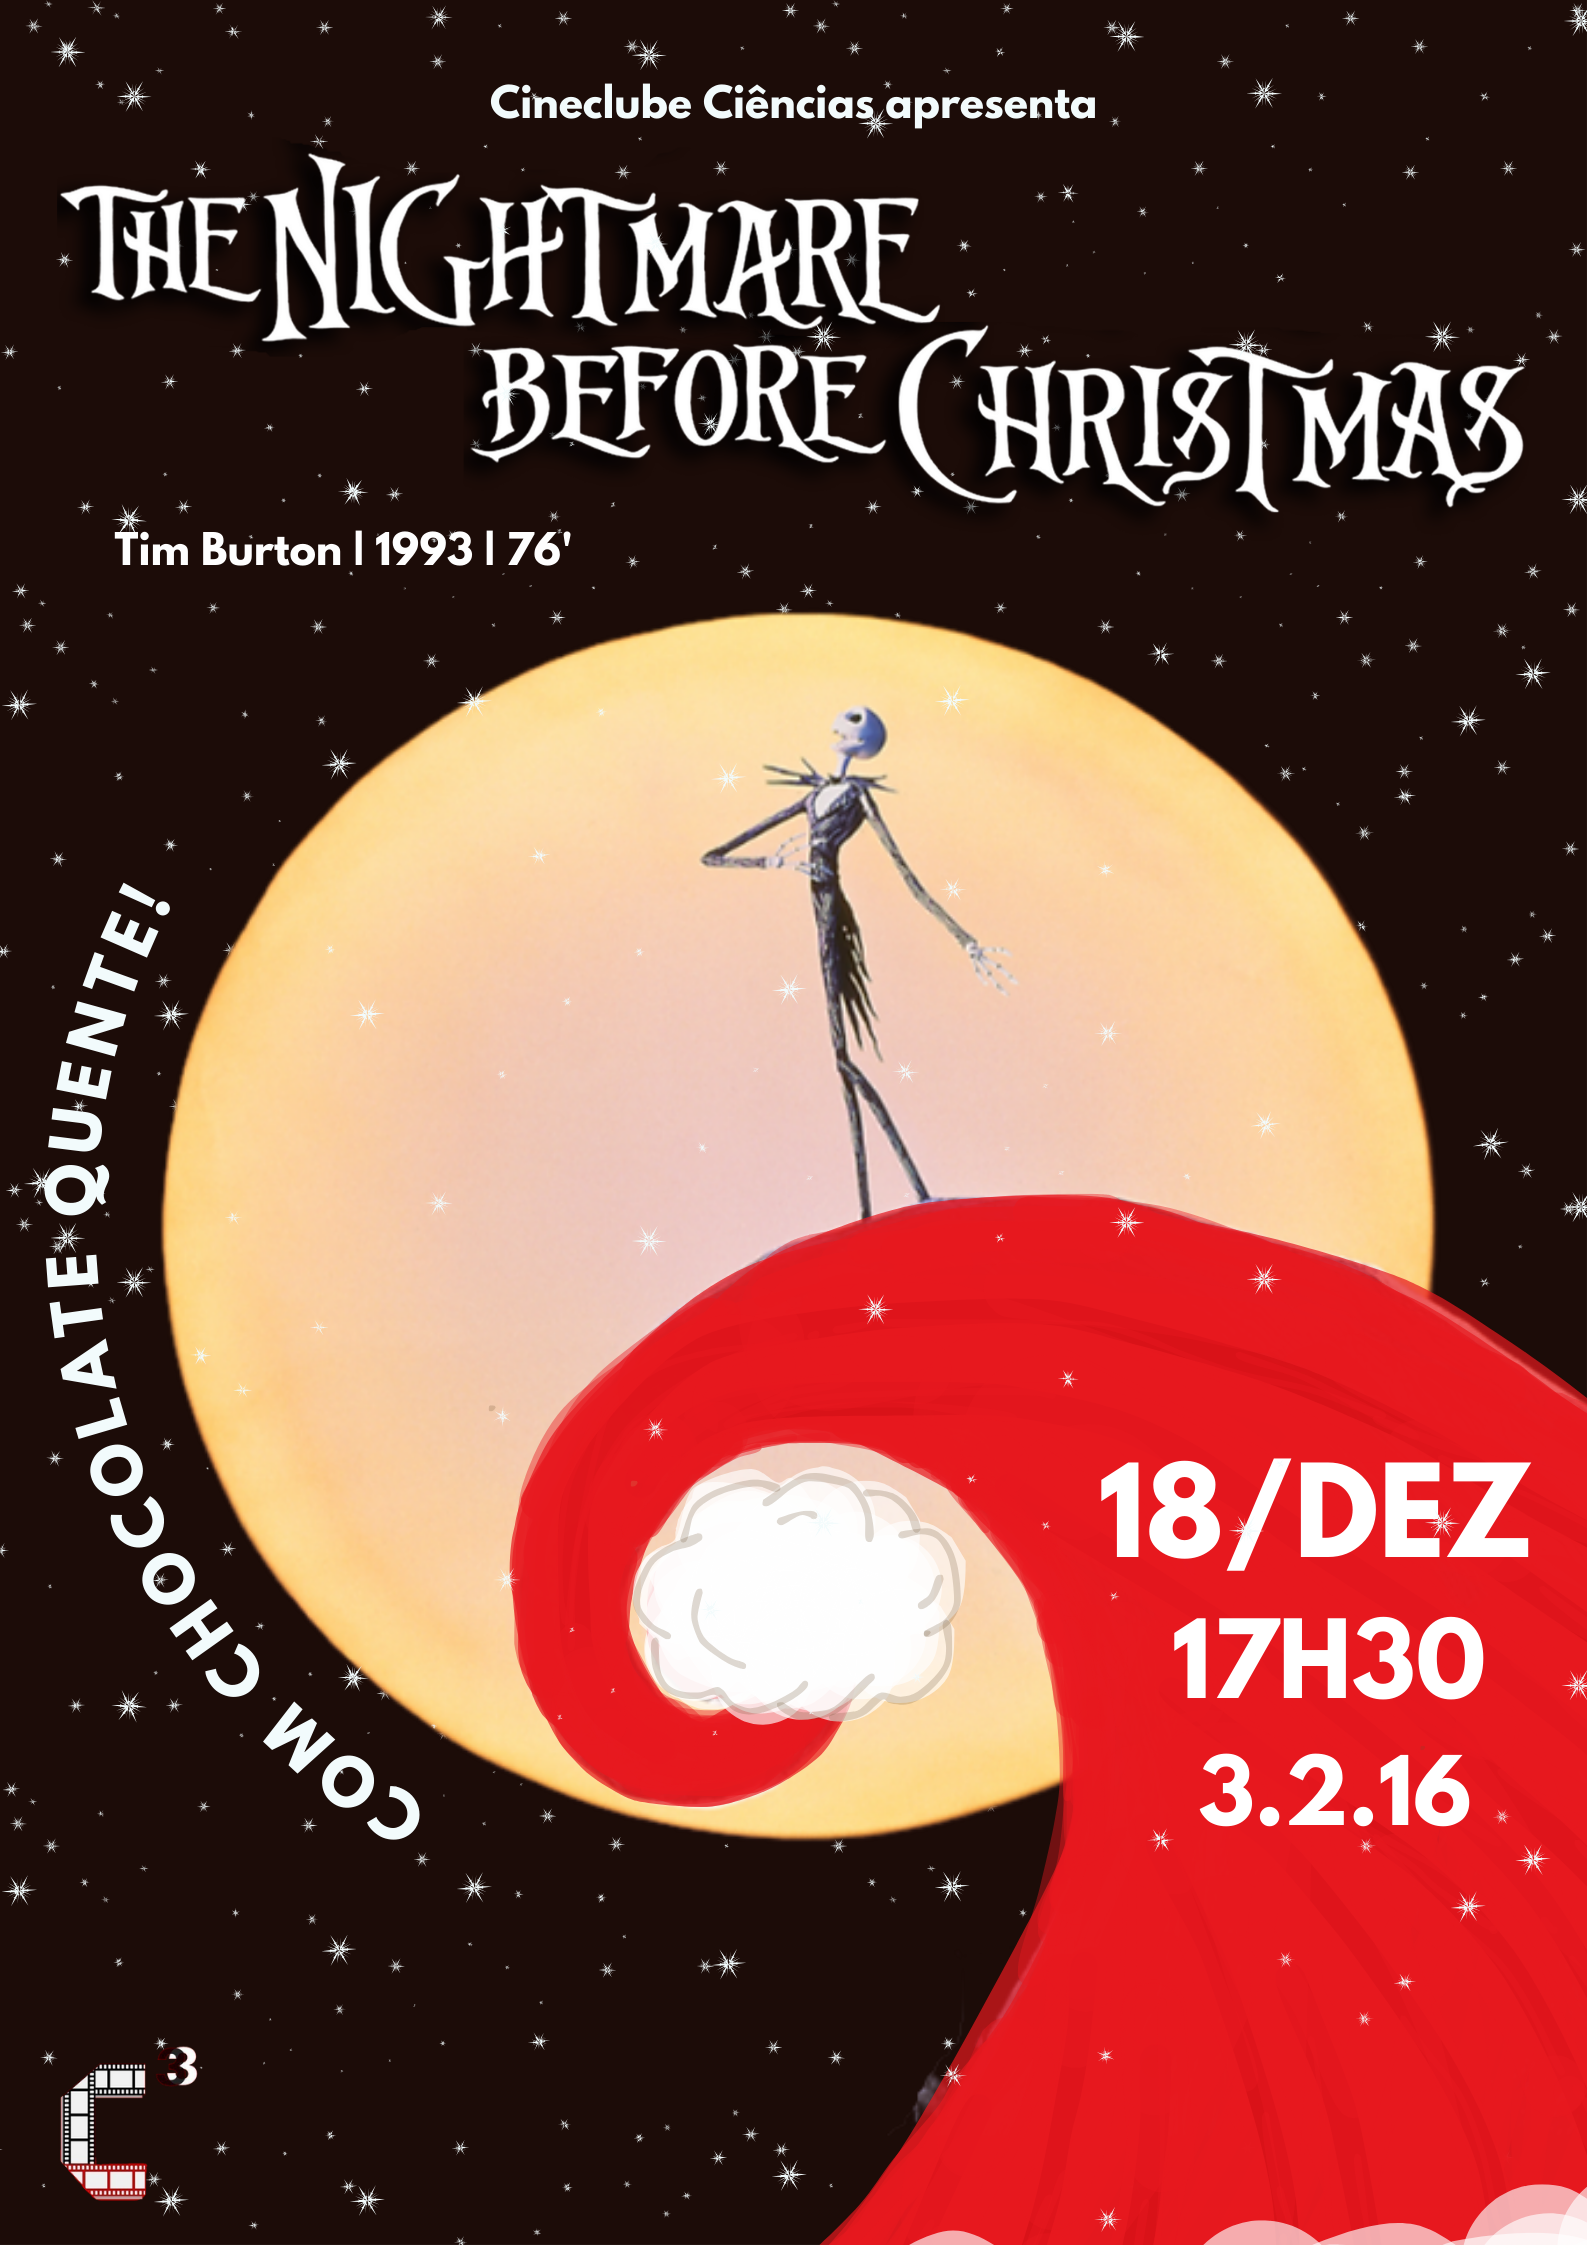 Cineclube Ciências apresenta
THE NIGHTMARE
BEFORE CHRISTMAS
Tim Burton | 1993 | 76'
COM CHOCOLATE QUENTE!
18/DEZ
17H30
3.2.16
C3